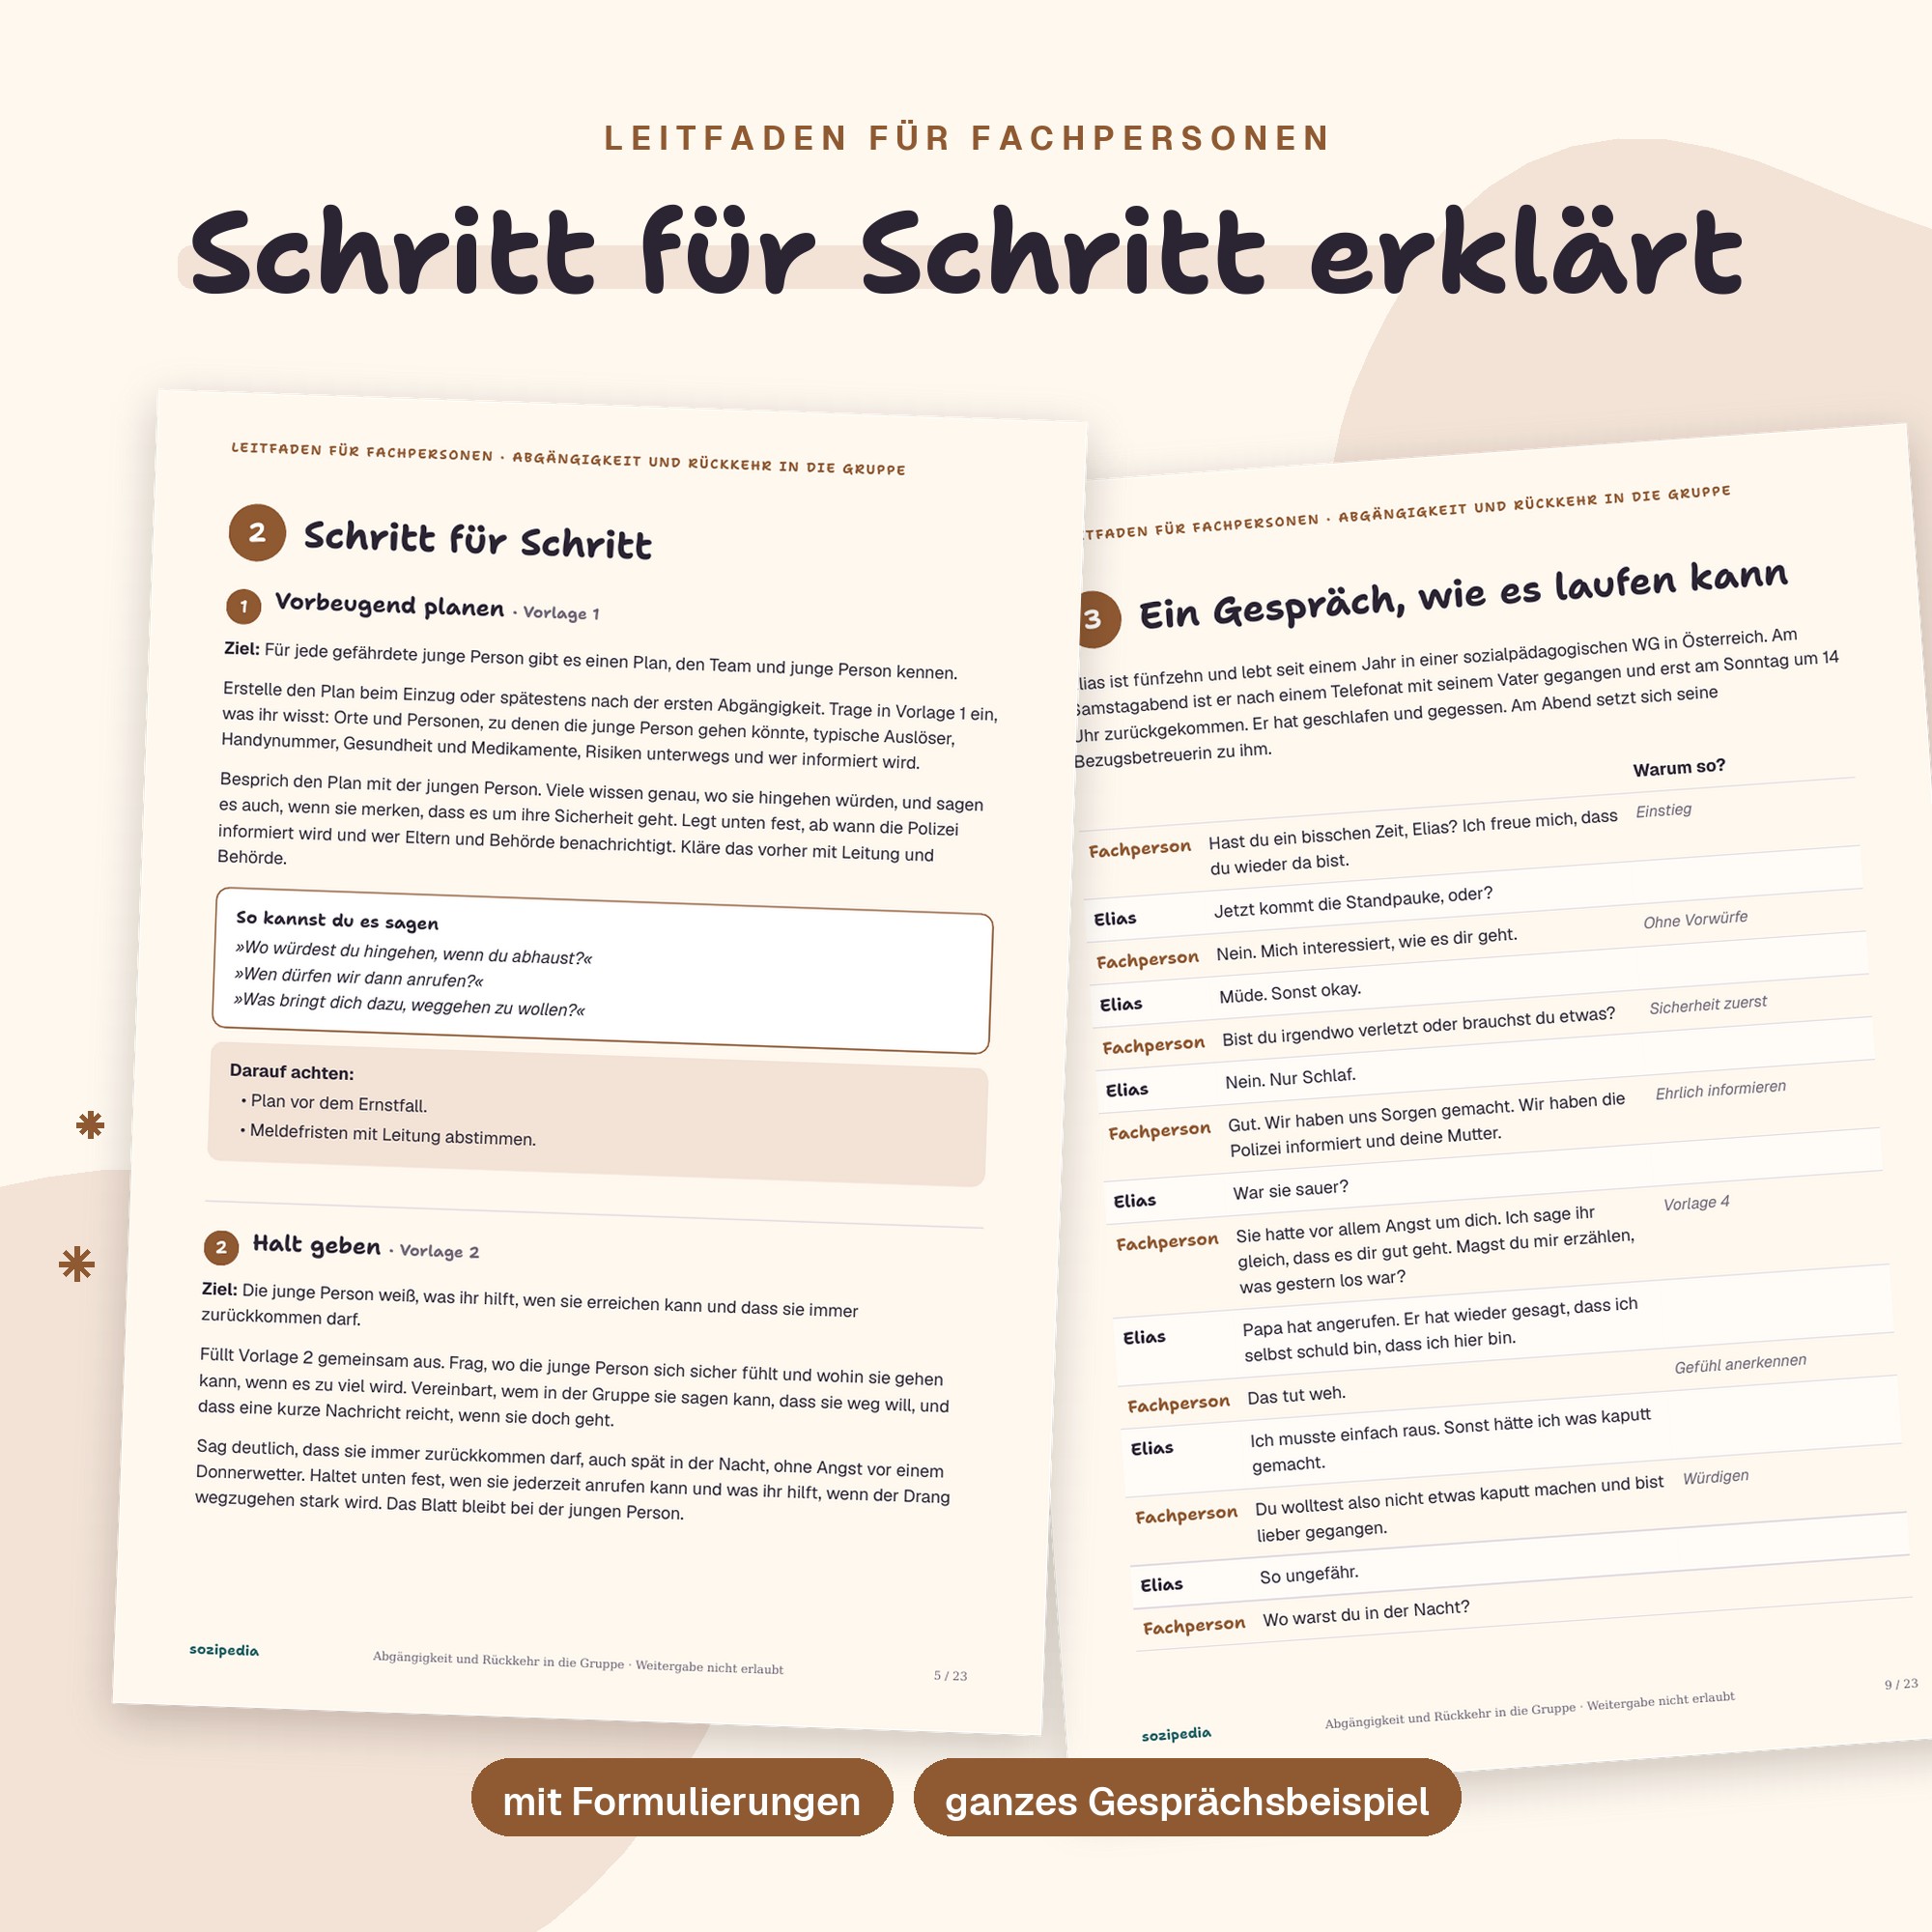 LEITFADEN FÜR FACHPERSONEN
Schritt für Schritt erklärt
LEITFADEN FÜR FACHPERSONEN · ABGÄNGIGKEIT UND RÜCKKEHR IN DIE GRUPPE
2 Schritt für Schritt
1 Vorbeugend planen · Vorlage 1
Ziel: Für jede gefährdete junge Person gibt es einen Plan, den Team und junge Person kennen.
Erstelle den Plan beim Einzug oder spätestens nach der ersten Abgängigkeit. Trage in Vorlage 1 ein,
was ihr wisst: Orte und Personen, zu denen die junge Person gehen könnte, typische Auslöser,
Handynummer, Gesundheit und Medikamente, Risiken unterwegs und wer informiert wird.
Besprich den Plan mit der jungen Person. Viele wissen genau, wo sie hingehen würden, und sagen
es auch, wenn sie merken, dass es um ihre Sicherheit geht. Legt unten fest, ab wann die Polizei
informiert wird und wer Eltern und Behörde benachrichtigt. Kläre das vorher mit Leitung und
Behörde.
So kannst du es sagen
»Wo würdest du hingehen, wenn du abhaust?«
»Wen dürfen wir dann anrufen?«
»Was bringt dich dazu, weggehen zu wollen?«
Darauf achten:
• Plan vor dem Ernstfall.
• Meldefristen mit Leitung abstimmen.
2 Halt geben · Vorlage 2
Ziel: Die junge Person weiß, was ihr hilft, wen sie erreichen kann und dass sie immer
zurückkommen darf.
Füllt Vorlage 2 gemeinsam aus. Frag, wo die junge Person sich sicher fühlt und wohin sie gehen
kann, wenn es zu viel wird. Vereinbart, wem in der Gruppe sie sagen kann, dass sie weg will, und
dass eine kurze Nachricht reicht, wenn sie doch geht.
Sag deutlich, dass sie immer zurückkommen darf, auch spät in der Nacht, ohne Angst vor einem
Donnerwetter. Haltet unten fest, wen sie jederzeit anrufen kann und was ihr hilft, wenn der Drang
wegzugehen stark wird. Das Blatt bleibt bei der jungen Person.
sozipedia Abgängigkeit und Rückkehr in die Gruppe · Weitergabe nicht erlaubt 5 / 23
FÜR FACHPERSONEN · ABGÄNGIGKEIT UND RÜCKKEHR IN DIE GRUPPE
3 Ein Gespräch, wie es laufen kann
lias ist fünfzehn und lebt seit einem Jahr in einer sozialpädagogischen WG in Österreich. Am
Samstagabend ist er nach einem Telefonat mit seinem Vater gegangen und erst am Sonntag um 14
Uhr zurückgekommen. Er hat geschlafen und gegessen. Am Abend setzt sich seine
Bezugsbetreuerin zu ihm.
Warum so?
Fachperson Hast du ein bisschen Zeit, Elias? Ich freue mich, dass Einstieg
du wieder da bist.
Elias Jetzt kommt die Standpauke, oder?
Fachperson Nein. Mich interessiert, wie es dir geht. Ohne Vorwürfe
Elias Müde. Sonst okay.
Fachperson Bist du irgendwo verletzt oder brauchst du etwas? Sicherheit zuerst
Elias Nein. Nur Schlaf.
Fachperson Gut. Wir haben uns Sorgen gemacht. Wir haben die Ehrlich informieren
Polizei informiert und deine Mutter.
Elias War sie sauer?
Fachperson Sie hatte vor allem Angst um dich. Ich sage ihr Vorlage 4
gleich, dass es dir gut geht. Magst du mir erzählen,
was gestern los war?
Elias Papa hat angerufen. Er hat wieder gesagt, dass ich
selbst schuld bin, dass ich hier bin.
Fachperson Das tut weh. Gefühl anerkennen
Elias Ich musste einfach raus. Sonst hätte ich was kaputt
gemacht.
Fachperson Du wolltest also nicht etwas kaputt machen und bist Würdigen
lieber gegangen.
Elias So ungefähr.
Fachperson Wo warst du in der Nacht?
sozipedia Abgängigkeit und Rückkehr in die Gruppe · Weitergabe nicht erlaubt 9 / 23
mit Formulierungen
ganzes Gesprächsbeispiel